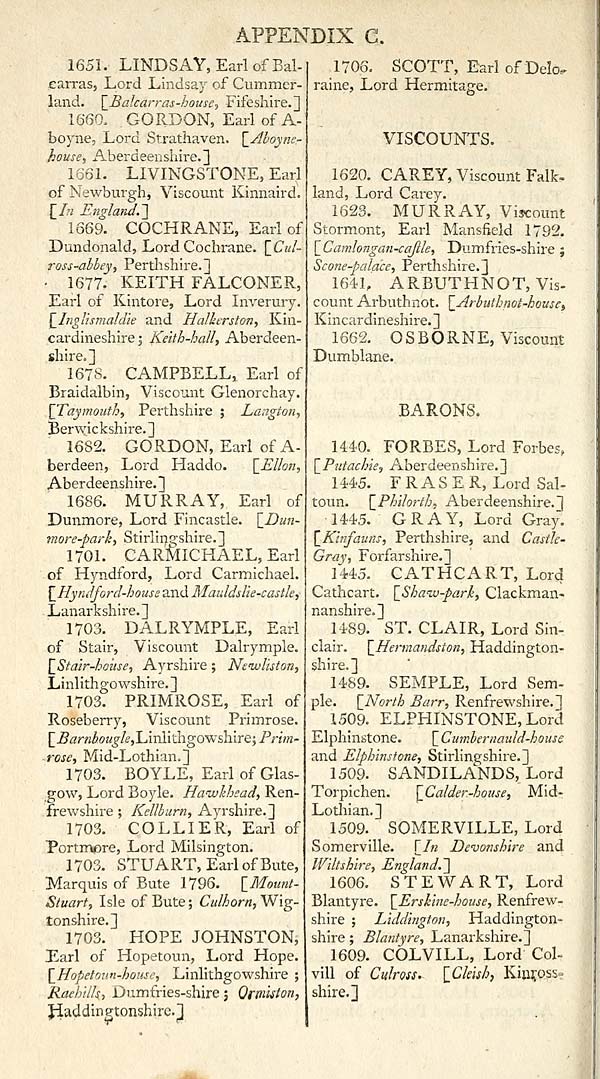 APPENDIX C.
1651. LINDSAY, Earl of Bal-
carras, Lord Lindsay of Cummer-
land. [Balcarras-house, Fifeshire.]
1660. GORDON, Earl of A-
boyne, Lord Strathaven. [Aboyne-
house, Aberdeenshire.]
1661. LIVINGSTONE, Earl
of Newburgh, Viscount Kinnaird.
[In England.]
1669. COCHRANE, Earl of
Dundonald, Lord Cochrane. [Cul-
ross-abbey, Perthshire.]
1677. KEITH FALCONER,
Earl of Kintore, Lord Inverury.
[Inglismaldie and Halkerston, Kin-
cardineshire; Keith-hall, Aberdeen-
shire.]
1678. CAMPBELL, Earl of
Braidalbin, Viscount Glenorchay.
[Taymouth, Perthshire ; Langton,
Berwickshire.]
1682. GORDON, Earl of A-
berdeen, Lord Haddo. [Ellon,
Aberdeenshire.]
1686. MURRAY, Earl of
Dunmore, Lord Fincastle. [Dun-
more-park, Stirlingshire.]
1701. CARMICHAEL, Earl
of Hyndford, Lord Carmichael.
[Hyndford-house and Mauldslie-castle,
Lanarkshire.]
1703. DALRYMPLE, Earl
of Stair, Viscount Dalrymple.
[Stair-house, Ayrshire; Newliston,
Linlithgowshire.]
1703. PRIMROSE, Earl of
Roseberry, Viscount Primrose.
[Barnbougle, Linlithgowshire; Prim-
rose, Mid-Lothian.]
1703. BOYLE, Earl of Glas-
gow, Lord Boyle. Hawkhead, Ren-
frewshire; Kellburn, Ayrshire.]
1703. COLLIER, Earl of
Portmore, Lord Milsington.
1703. STUART, Earl of Bute,
Marquis of Bute 1796. [Mount-
Stuart, Isle of Bute; Culhorn, Wig-
tonshire.]
1703. HOPE JOHNSTON,
Earl of Hopetoun, Lord Hope.
[Hopetoun-house, Linlithgowshire ;
Raehills, Dumfries-shire; Ormiston,
Haddingtonshire.]
1706. SCOTT, Earl of Delo-
raine, Lord Hermitage.
VISCOUNTS.
1620. CAREY, Viscount Falk-
land, Lord Carey.
1623. MURRAY, Viscount
Stormont, Earl Mansfield 1792.
[Camlongan-castle, Dumfries-shire ;
Scone-palace, Perthshire.]
1641. ARBUTHNOT, Vis-
count Arbuthnot. [Arbuthnot-house,
Kincardineshire.]
1662. OSBORNE, Viscount
Dumblane.
BARONS.
1440. FORBES, Lord Forbes,
[Putachie, Aberdeenshire.]
1445. FRASER, Lord Sal-
toun. [Philorth, Aberdeenshire.]
1445. GRAY, Lord Gray.
[Kinfauns, Perthshire, and Castle-
Gray, Forfarshire.]
1445. CATHCART, Lord
Cathcart. [Shaw-park, Clackman-
nanshire.]
1489. ST. CLAIR, Lord Sin-
clair. [Hermandston, Haddington-
shire.]
1489. SEMPLE, Lord Sem-
ple. [North Barr, Renfrewshire.]
1509. ELPHINSTONE, Lord
Elphinstone. [Cumbernauld-house
and Elphinstone, Stirlingshire.]
1509. SANDILANDS, Lord
Torpichen. [Calder-house, Mid-
Lothian.]
1509. SOMERVILLE, Lord
Somerville. [In Devonshire and
Wiltshire, England.]
1606. STEWART, Lord
Blantyre. [Erskine-house, Renfrew-
shire ; Liddington, Haddington-
shire; Blantyre, Lanarkshire.]
1609. COLVILL, Lord Col-
vill of Culross. [Cleish, Kinross-
shire.]